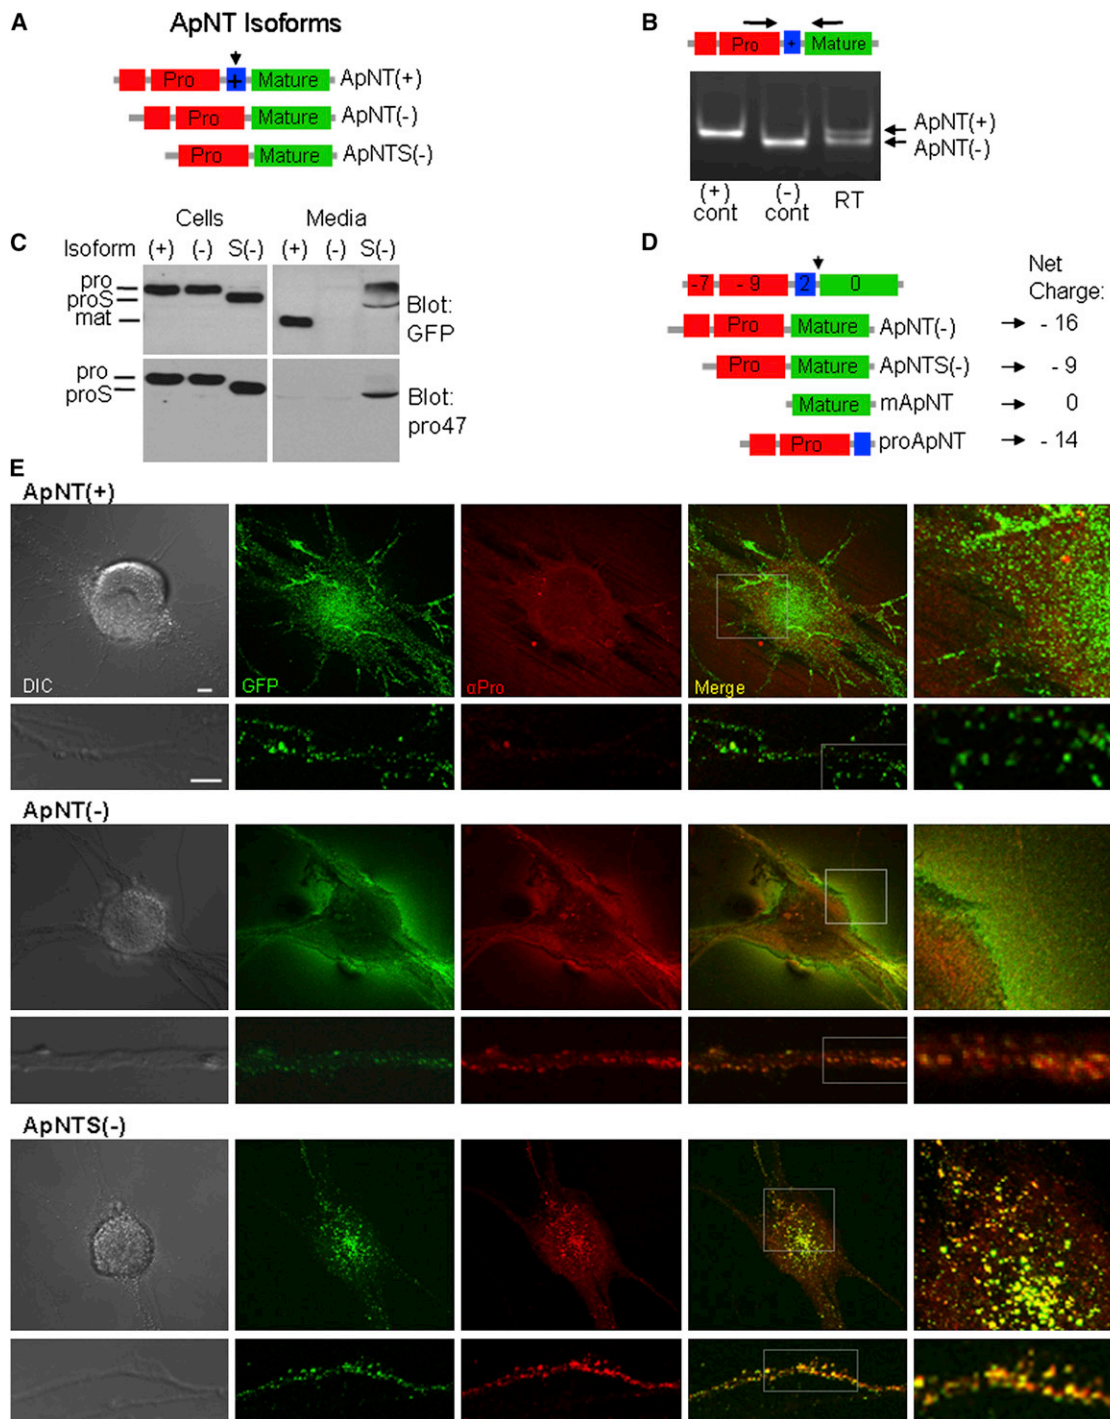 A
ApNT Isoforms
Pro + Mature ApNT(+)
Pro Mature ApNT(-)
Pro Mature ApNTS(-)
B
Pro + Mature
ApNT(+)
ApNT(-)
(+) (-) RT
cont cont
C
Cells Media
Isoform (+) (-) S(-) (+) (-) S(-)
pro
proS
mat
Blot:
GFP
pro
proS
Blot:
pro47
D
Net
Charge:
-7 - 9 2 0
Pro Mature ApNT(-) - 16
Pro Mature ApNTS(-) - 9
Mature mApNT 0
Pro proApNT - 14
E
ApNT(+)
DIC GFP αPro Merge
ApNT(-)
ApNTS(-)